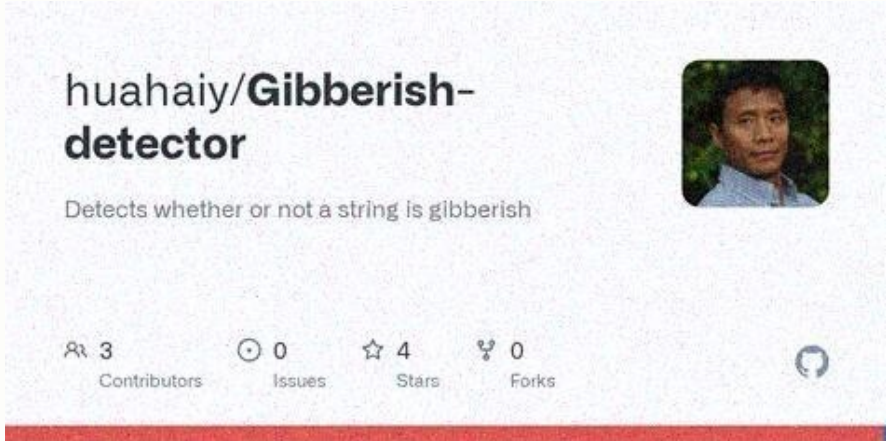 huahaiy/Gibberish-
detector
Detects whether or not a string is gibberish
3 0 4 0
Contributors Issues Stars Forks